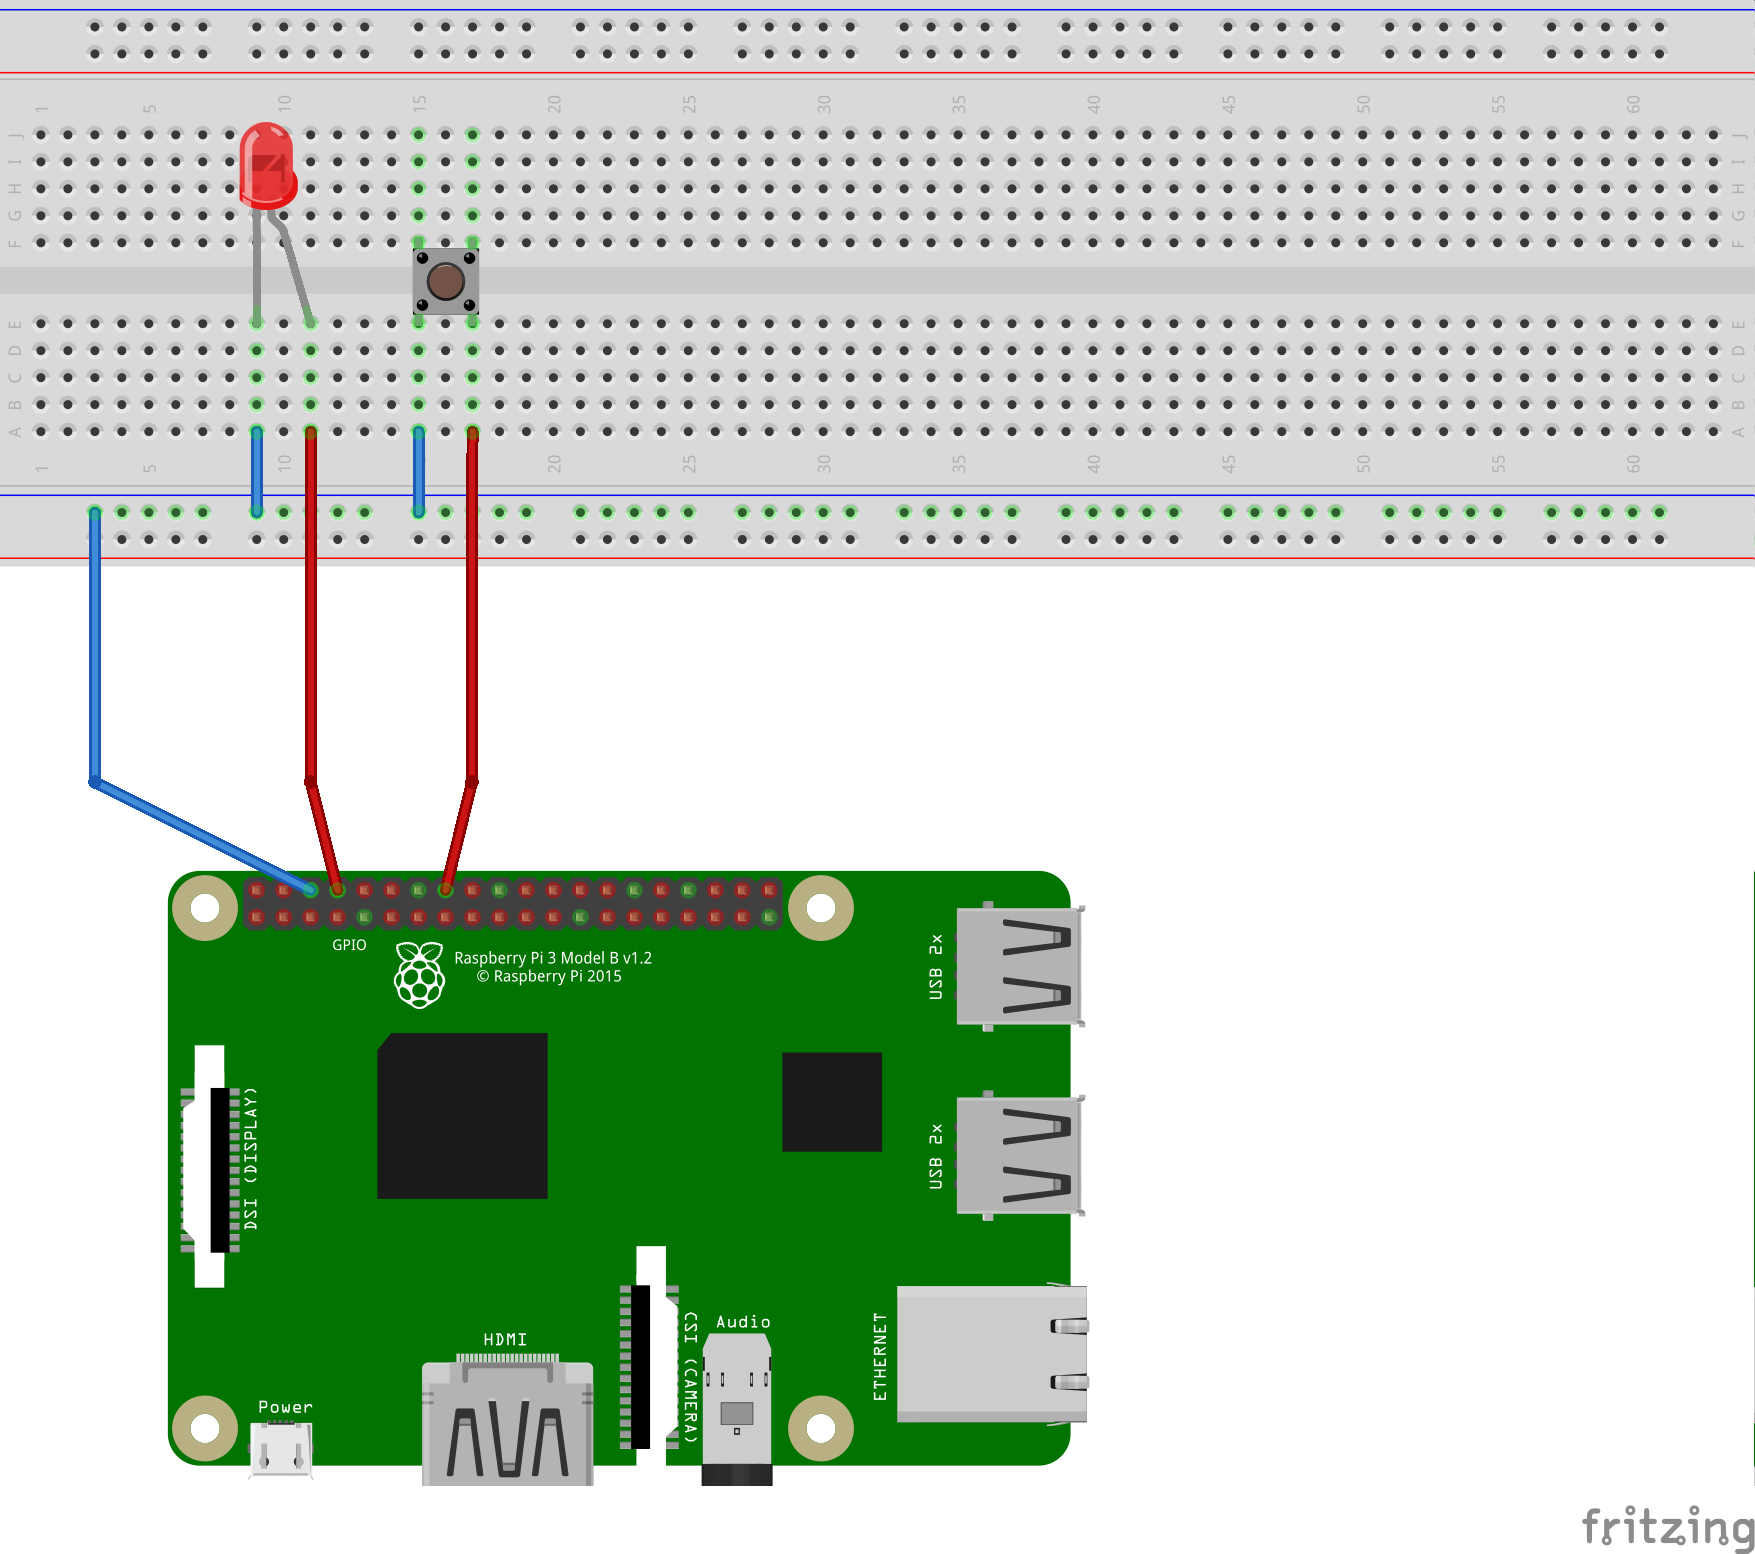 1 5 10 15 20 25 30 35 40 45 50 55 60
J J
I I
H H
G G
F F
E E
D D
C C
B B
A A
1 5 10 15 20 25 30 35 40 45 50 55 60
GPIO
Raspberry Pi 3 Model B v1.2
© Raspberry Pi 2015
USB 2x
DSI (DISPLAY)
USB 2x
HDMI
CSI (CAMERA)
Audio
ETHERNET
Power
fritzing